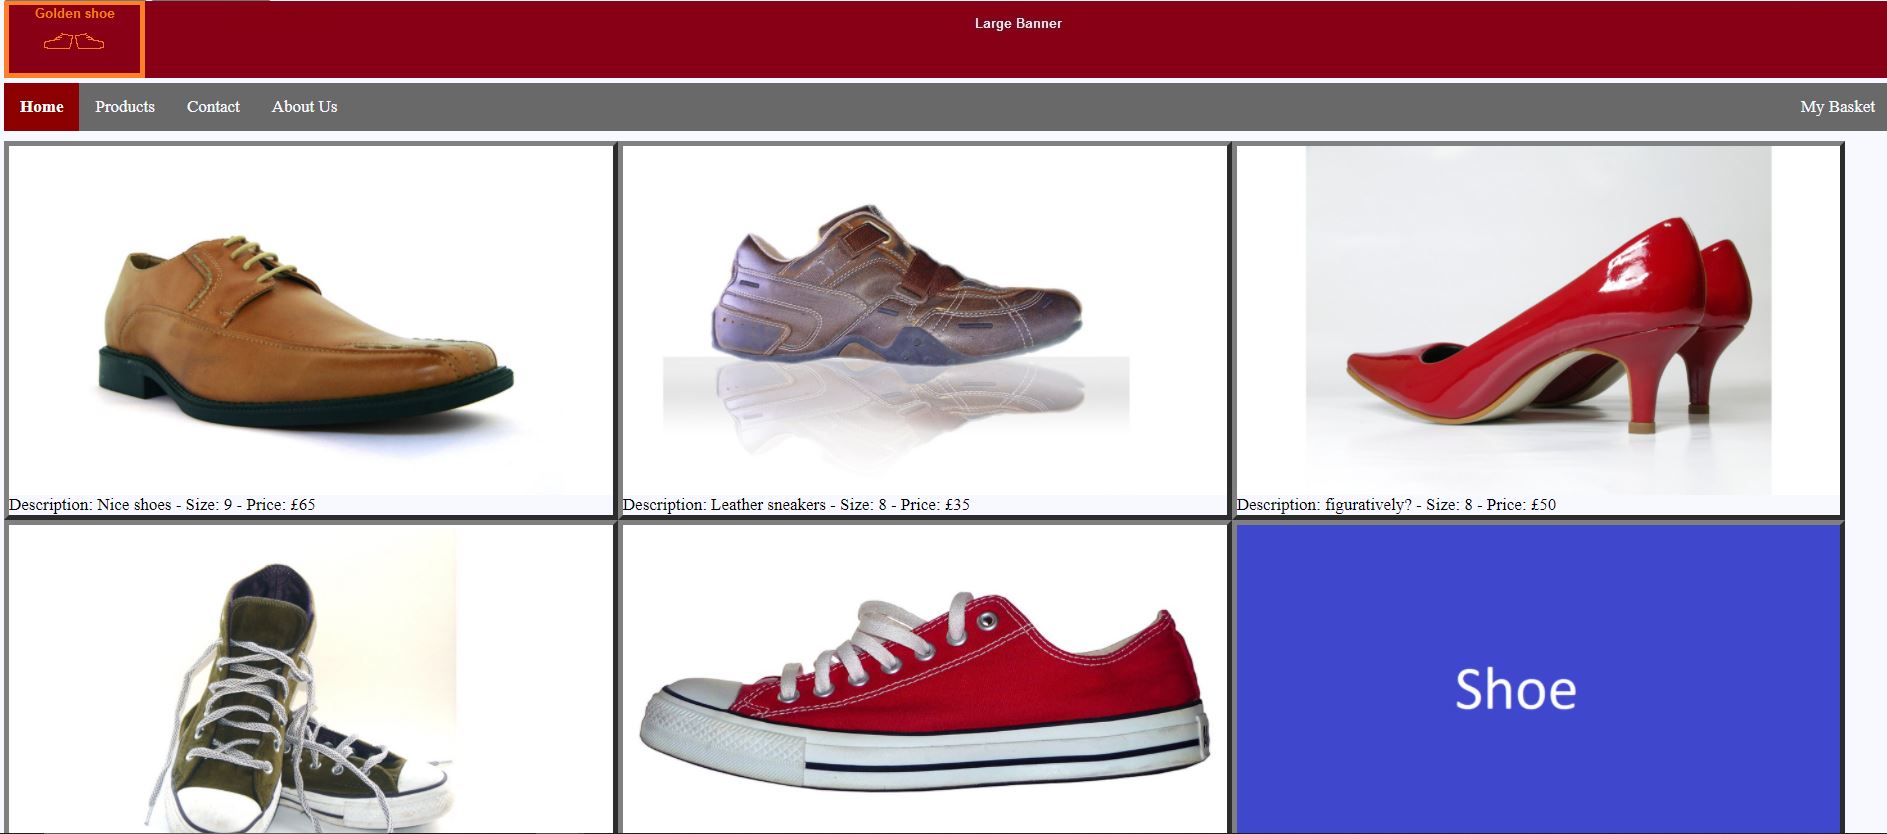 Golden shoe
Large Banner
Home Products Contact About Us My Basket
Description: Nice shoes - Size: 9 - Price: £65
Description: Leather sneakers - Size: 8 - Price: £35
Description: figuratively? - Size: 8 - Price: £50
Shoe